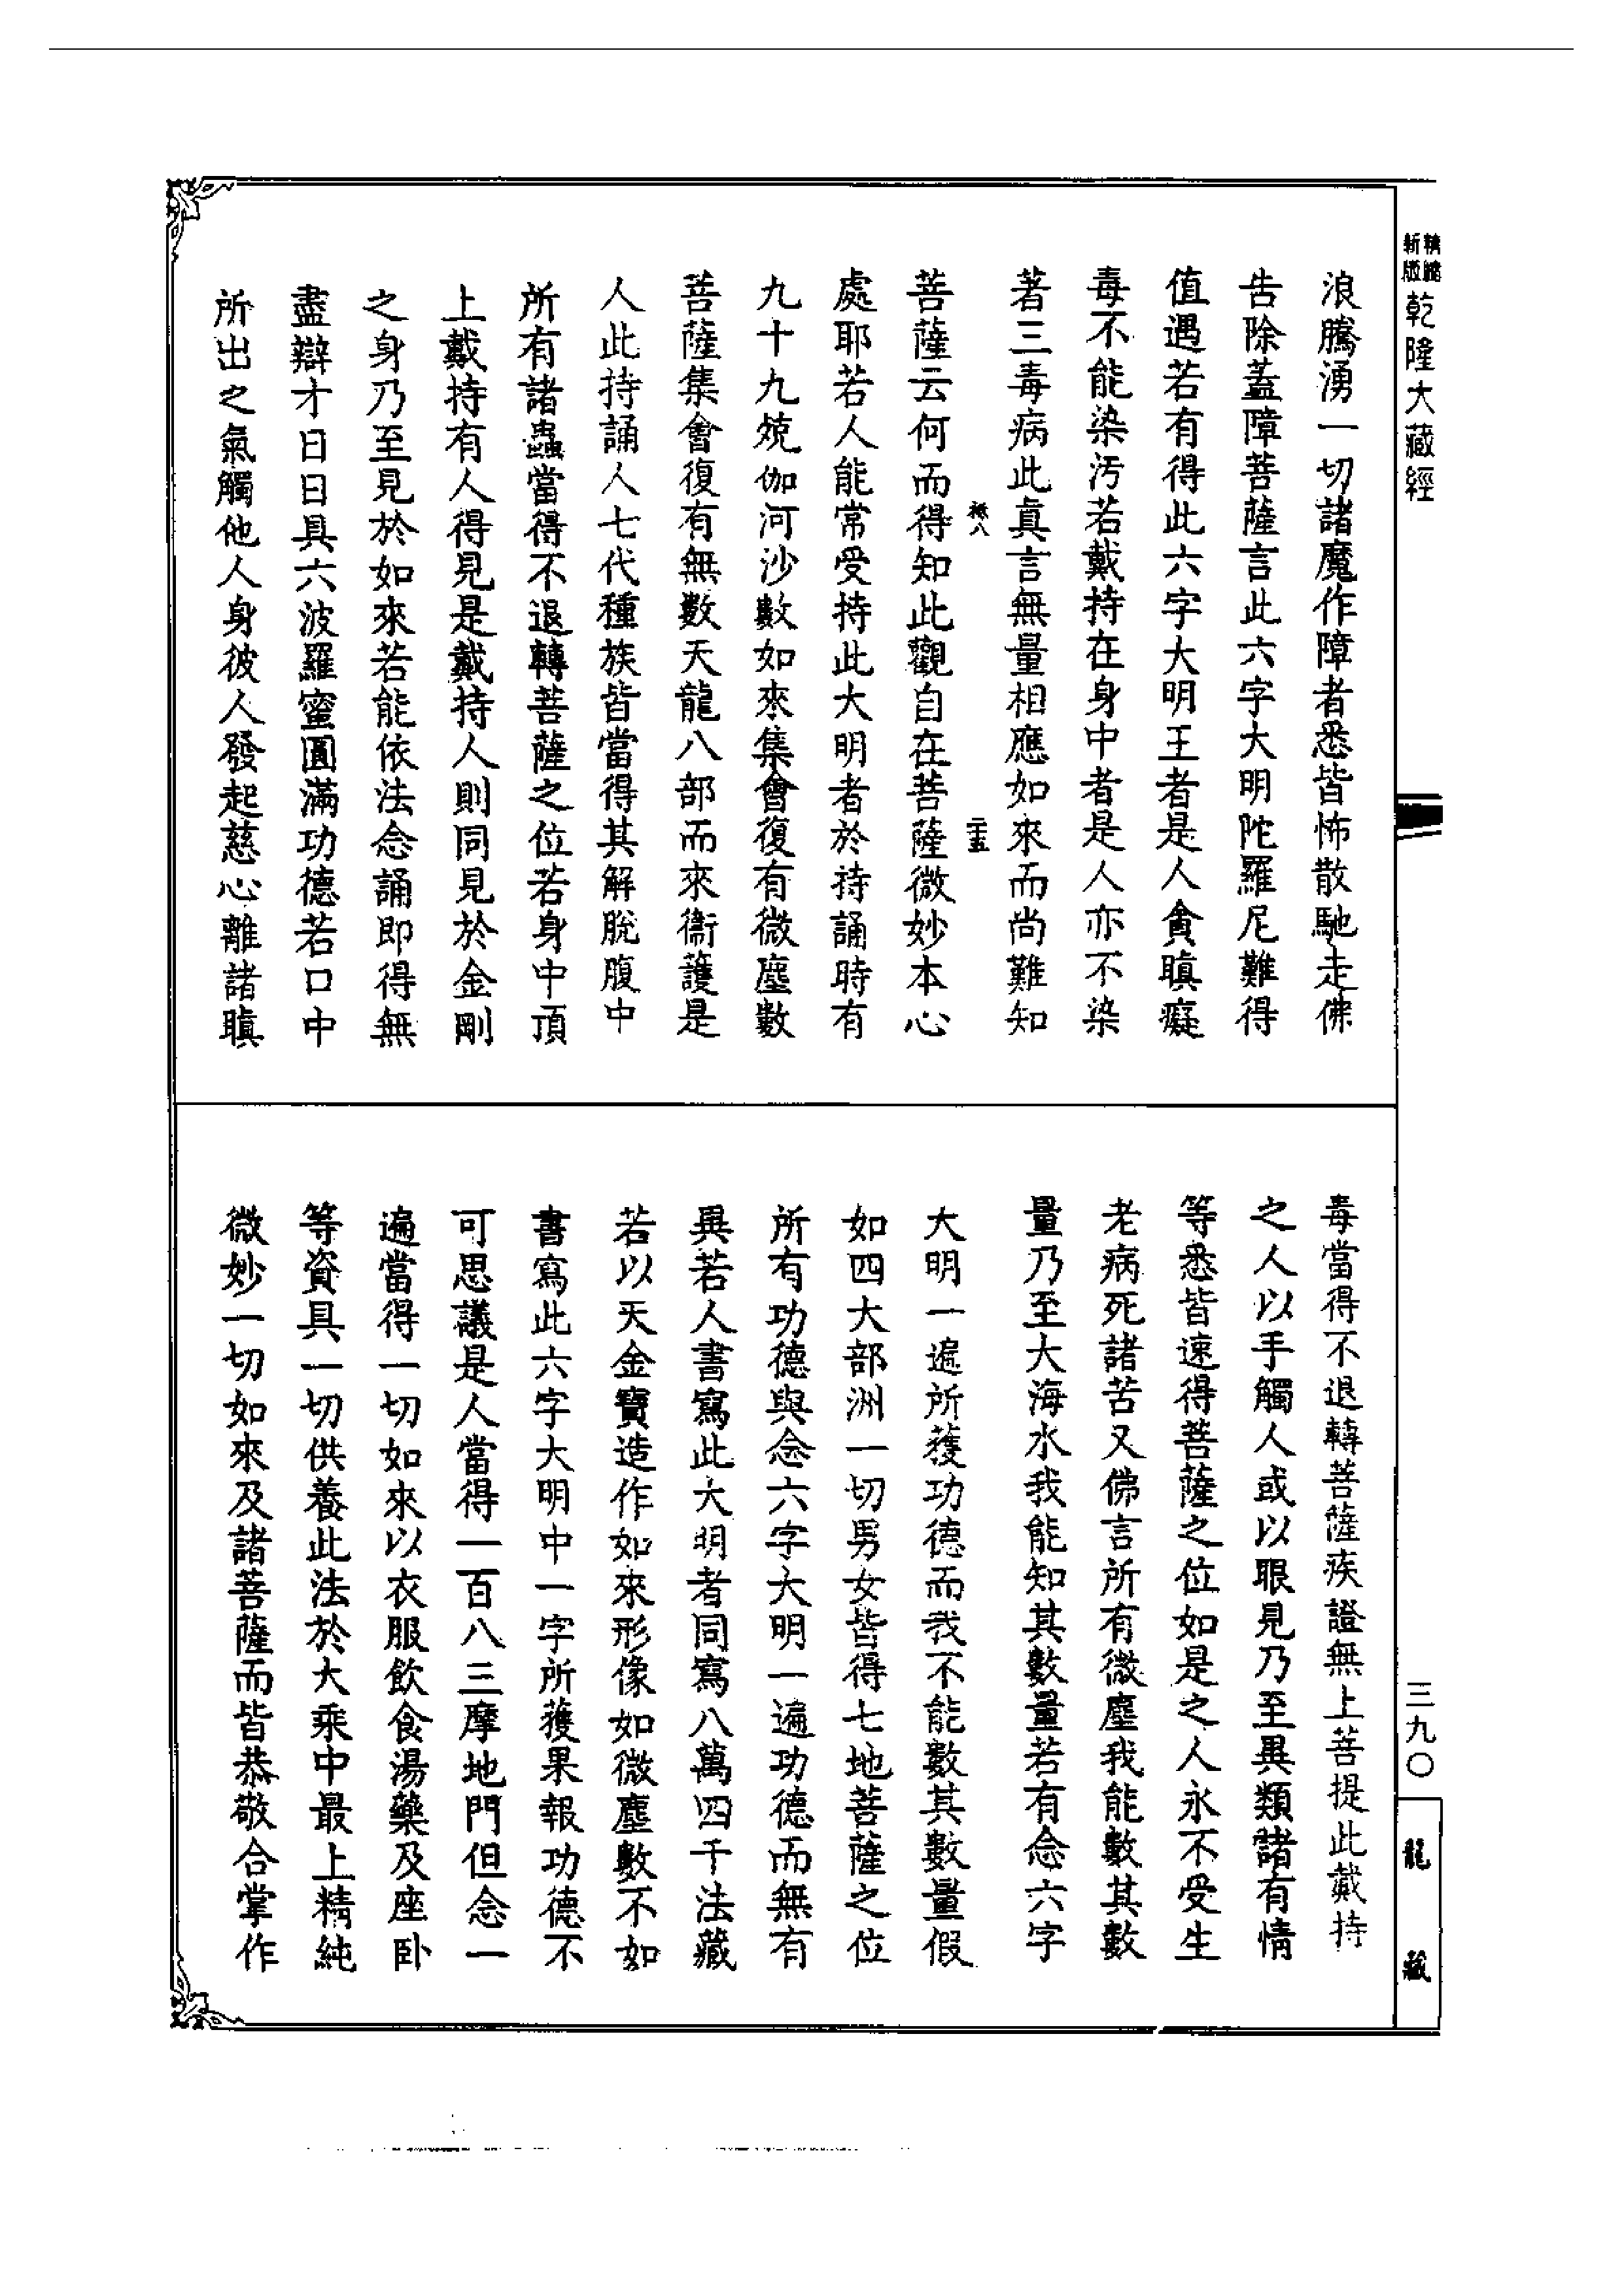 精縮
新版
乾隆大藏經
浪騰湧一切諸魔作障者悉皆怖散馳走佛
告除蓋障菩薩言此六字大明陀羅尼難得
值遇若有得此六字大明王者是人貪瞋癡
毒不能染汚若戴持在身中者是人亦不染
著三毒病此真言無量相應如來而尚難知
二十五
菩薩云何而得知此觀自在菩薩微妙本心
處耶若人能常受持此大明者於持誦時有
九十九殑伽河沙數如來集會復有微塵數
菩薩集會復有無數天龍八部而來衞護是
人此持誦人七代種族皆當得其解脫腹中
所有諸蟲當得不退轉菩薩之位若身中頂
上戴持有人得見是戴持人則同見於金剛
之身乃至見於如來若能依法念誦即得無
盡辯才日日具六波羅蜜圓滿功德若口中
所出之氣觸他人身彼人發起慈心離諸瞋
毒當得不退轉菩薩疾證無上菩提此戴持
之人以手觸人或以眼見乃至異類諸有情
等悉皆速得菩薩之位如是之人永不受生
老病死諸苦又佛言所有微塵我能數其數
量乃至大海水我能知其數量若有念六字
大明一遍所獲功德而我不能數其數量假
如四大部洲一切男女皆得七地菩薩之位
所有功德與念六字大明一遍功德而無有
異若人書寫此大明者同寫八萬四千法藏
若以天金寶造作如來形像如微塵數不如
書寫此六字大明中一字所獲果報功德不
可思議是人當得一百八三摩地門但念一
遍當得一切如來以衣服飲食湯藥及座卧
等資具一切供養此法於大乘中最上精純
微妙一切如來及諸菩薩而皆恭敬合掌作
三九〇
龍藏